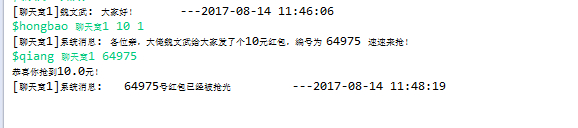 [聊天室1]魏文武: 大家好!      ---2017-08-14 11:46:06
$hongbao 聊天室1 10 1
[聊天室1]系统消息: 各位亲，大佬魏文武给大家发了个10元红包，编号为 64975 速速来抢!
$qiang 聊天室1 64975
恭喜你抢到10.0元!
[聊天室1]系统消息:   64975号红包已经被抢光         ---2017-08-14 11:48:19